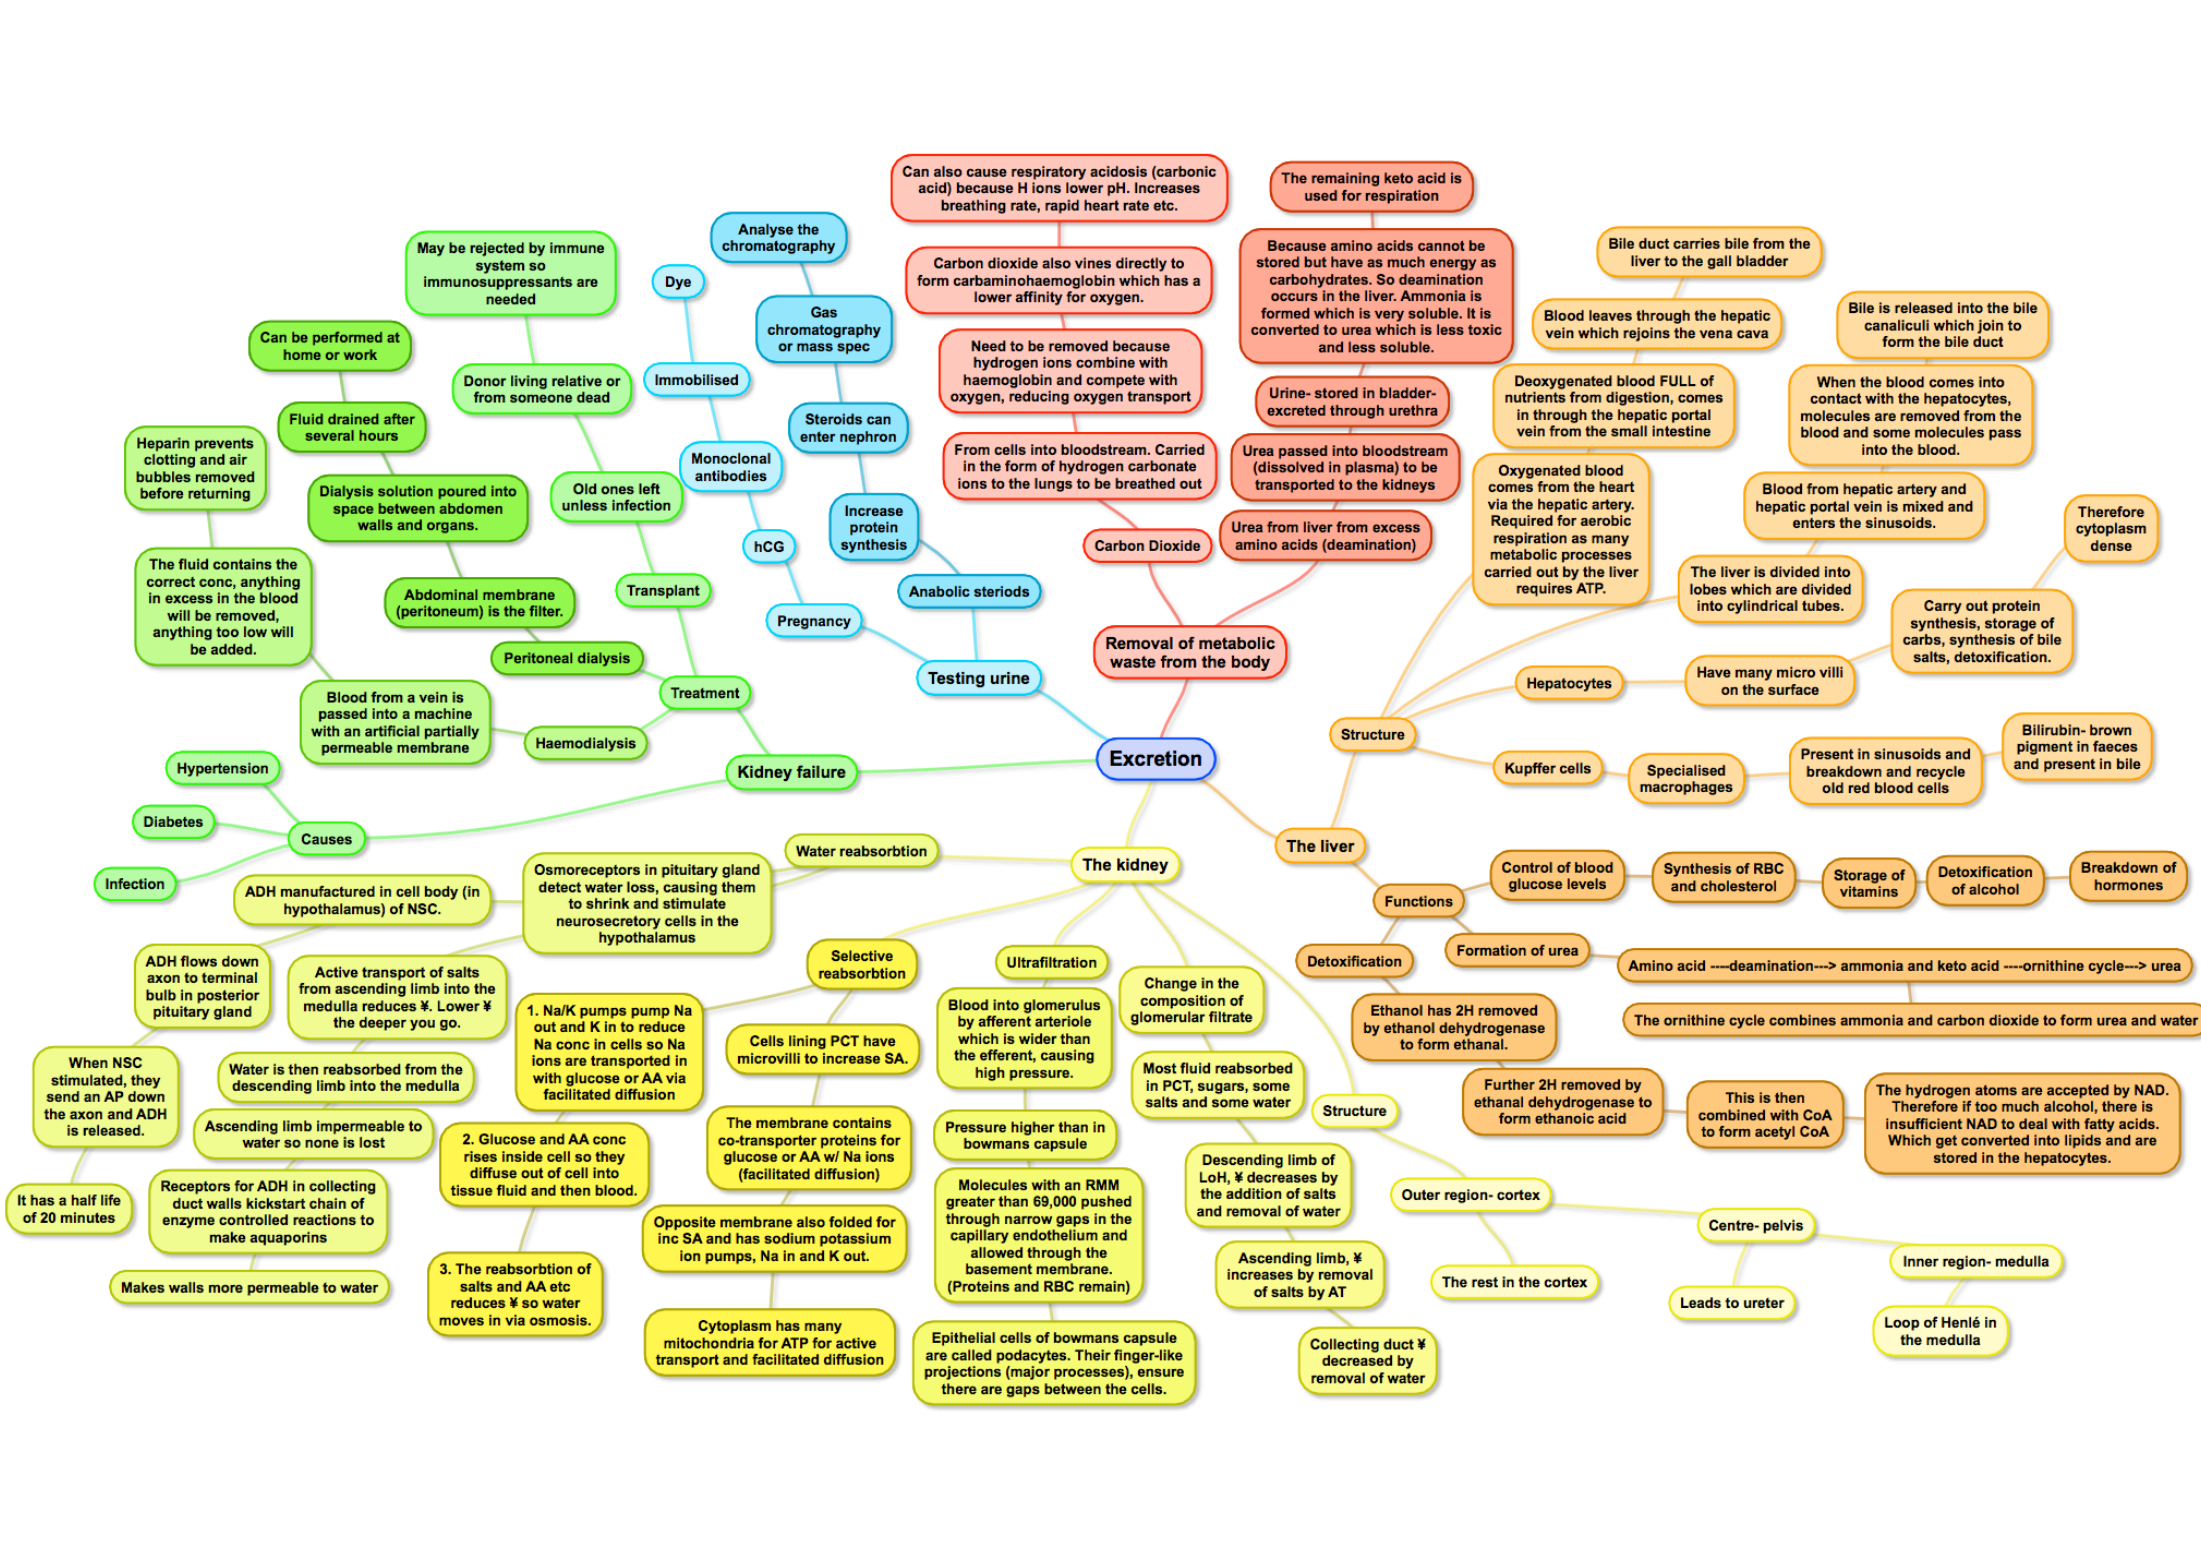 Excretion
Removal of metabolic
waste from the body
Carbon Dioxide
From cells into bloodstream. Carried
in the form of hydrogen carbonate
ions to the lungs to be breathed out
Need to be removed because
hydrogen ions combine with
haemoglobin and compete with
oxygen, reducing oxygen transport
Carbon dioxide also vines directly to
form carbaminohaemoglobin which has a
lower affinity for oxygen.
Can also cause respiratory acidosis (carbonic
acid) because H ions lower pH. Increases
breathing rate, rapid heart rate etc.
Urea from liver from excess
amino acids (deamination)
Urea passed into bloodstream
(dissolved in plasma) to be
transported to the kidneys
Urine- stored in bladder-
excreted through urethra
Because amino acids cannot be
stored but have as much energy as
carbohydrates. So deamination
occurs in the liver. Ammonia is
formed which is very soluble. It is
converted to urea which is less toxic
and less soluble.
The remaining keto acid is
used for respiration
The liver
Structure
Oxygenated blood
comes from the heart
via the hepatic artery.
Required for aerobic
respiration as many
metabolic processes
carried out by the liver
requires ATP.
Deoxygenated blood FULL of
nutrients from digestion, comes
in through the hepatic portal
vein from the small intestine
Blood leaves through the hepatic
vein which rejoins the vena cava
Bile duct carries bile from the
liver to the gall bladder
The liver is divided into
lobes which are divided
into cylindrical tubes.
Blood from hepatic artery and
hepatic portal vein is mixed and
enters the sinusoids.
When the blood comes into
contact with the hepatocytes,
molecules are removed from the
blood and some molecules pass
into the blood.
Bile is released into the bile
canaliculi which join to
form the bile duct
Hepatocytes
Have many micro villi
on the surface
Carry out protein
synthesis, storage of
carbs, synthesis of bile
salts, detoxification.
Therefore
cytoplasm
dense
Kupffer cells
Specialised
macrophages
Present in sinusoids and
breakdown and recycle
old red blood cells
Bilirubin- brown
pigment in faeces
and present in bile
Functions
Control of blood
glucose levels
Synthesis of RBC
and cholesterol
Storage of
vitamins
Detoxification
of alcohol
Breakdown of
hormones
Formation of urea
Amino acid ----deamination---> ammonia and keto acid ----ornithine cycle---> urea
The ornithine cycle combines ammonia and carbon dioxide to form urea and water
Detoxification
Ethanol has 2H removed
by ethanol dehydrogenase
to form ethanal.
Further 2H removed by
ethanal dehydrogenase to
form ethanoic acid
This is then
combined with CoA
to form acetyl CoA
The hydrogen atoms are accepted by NAD.
Therefore if too much alcohol, there is
insufficient NAD to deal with fatty acids.
Which get converted into lipids and are
stored in the hepatocytes.
The kidney
Structure
Outer region- cortex
The rest in the cortex
Centre- pelvis
Leads to ureter
Inner region- medulla
Loop of Henlé in
the medulla
Change in the
composition of
glomerular filtrate
Most fluid reabsorbed
in PCT, sugars, some
salts and some water
Descending limb of
LoH, ¥ decreases by
the addition of salts
and removal of water
Ascending limb, ¥
increases by removal
of salts by AT
Collecting duct ¥
decreased by
removal of water
Ultrafiltration
Blood into glomerulus
by afferent arteriole
which is wider than
the efferent, causing
high pressure.
Pressure higher than in
bowmans capsule
Molecules with an RMM
greater than 69,000 pushed
through narrow gaps in the
capillary endothelium and
allowed through the
basement membrane.
(Proteins and RBC remain)
Epithelial cells of bowmans capsule
are called podacytes. Their finger-like
projections (major processes), ensure
there are gaps between the cells.
Selective
reabsorbtion
Cells lining PCT have
microvilli to increase SA.
The membrane contains
co-transporter proteins for
glucose or AA w/ Na ions
(facilitated diffusion)
Opposite membrane also folded for
inc SA and has sodium potassium
ion pumps, Na in and K out.
Cytoplasm has many
mitochondria for ATP for active
transport and facilitated diffusion
1. Na/K pumps pump Na
out and K in to reduce
Na conc in cells so Na
ions are transported in
with glucose or AA via
facilitated diffusion
2. Glucose and AA conc
rises inside cell so they
diffuse out of cell into
tissue fluid and then blood.
3. The reabsorbtion of
salts and AA etc
reduces ¥ so water
moves in via osmosis.
Water reabsorbtion
Osmoreceptors in pituitary gland
detect water loss, causing them
to shrink and stimulate
neurosecretory cells in the
hypothalamus
ADH manufactured in cell body (in
hypothalamus) of NSC.
ADH flows down
axon to terminal
bulb in posterior
pituitary gland
When NSC
stimulated, they
send an AP down
the axon and ADH
is released.
It has a half life
of 20 minutes
Active transport of salts
from ascending limb into the
medulla reduces ¥. Lower ¥
the deeper you go.
Water is then reabsorbed from the
descending limb into the medulla
Ascending limb impermeable to
water so none is lost
Receptors for ADH in collecting
duct walls kickstart chain of
enzyme controlled reactions to
make aquaporins
Makes walls more permeable to water
Kidney failure
Causes
Hypertension
Diabetes
Infection
Treatment
Haemodialysis
Blood from a vein is
passed into a machine
with an artificial partially
permeable membrane
The fluid contains the
correct conc, anything
in excess in the blood
will be removed,
anything too low will
be added.
Heparin prevents
clotting and air
bubbles removed
before returning
Peritoneal dialysis
Abdominal membrane
(peritoneum) is the filter.
Dialysis solution poured into
space between abdomen
walls and organs.
Fluid drained after
several hours
Can be performed at
home or work
Transplant
Old ones left
unless infection
Donor living relative or
from someone dead
May be rejected by immune
system so
immunosuppressants are
needed
Testing urine
Pregnancy
hCG
Monoclonal
antibodies
Immobilised
Dye
Anabolic steriods
Increase
protein
synthesis
Steroids can
enter nephron
Gas
chromatography
or mass spec
Analyse the
chromatography